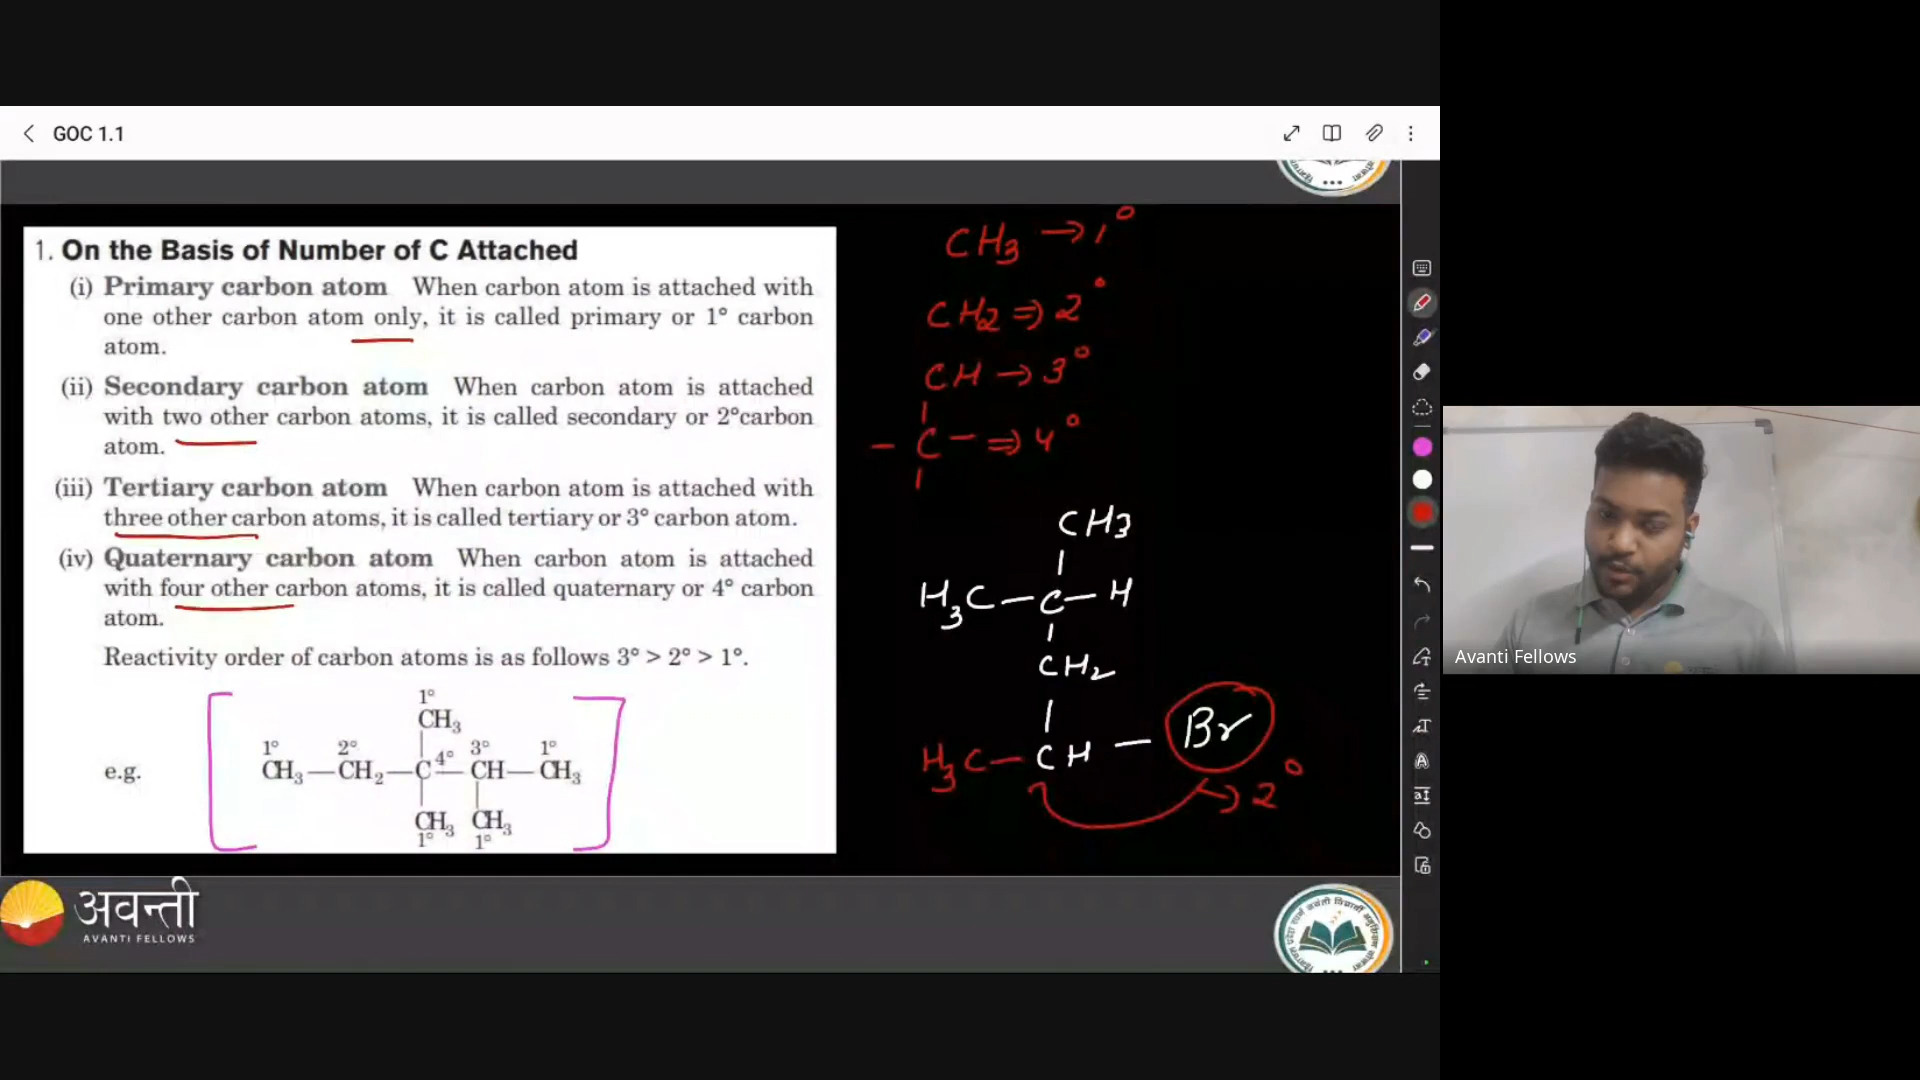 GOC 1.1
1. On the Basis of Number of C Attached
(i) Primary carbon atom When carbon atom is attached with
one other carbon atom only, it is called primary or 1° carbon
atom.
(ii) Secondary carbon atom When carbon atom is attached
with two other carbon atoms, it is called secondary or 2°carbon
atom.
(iii) Tertiary carbon atom When carbon atom is attached with
three other carbon atoms, it is called tertiary or 3° carbon atom.
(iv) Quaternary carbon atom When carbon atom is attached
with four other carbon atoms, it is called quaternary or 4° carbon
atom.
Reactivity order of carbon atoms is as follows 3° > 2° > 1°.
1°
CH₃
1° 2° 4° 3° 1°
e.g. CH₃—CH₂—C—CH—CH₃
CH₃ CH₃
1° 1°
CH3 → 1°
CH2 ⇒ 2°
CH → 3°
– C – ⇒ 4°
CH3
H3C – C – H
CH2
H3C – CH – Br
→ 2°
Avanti Fellows
अवन्ती
AVANTI FELLOWS